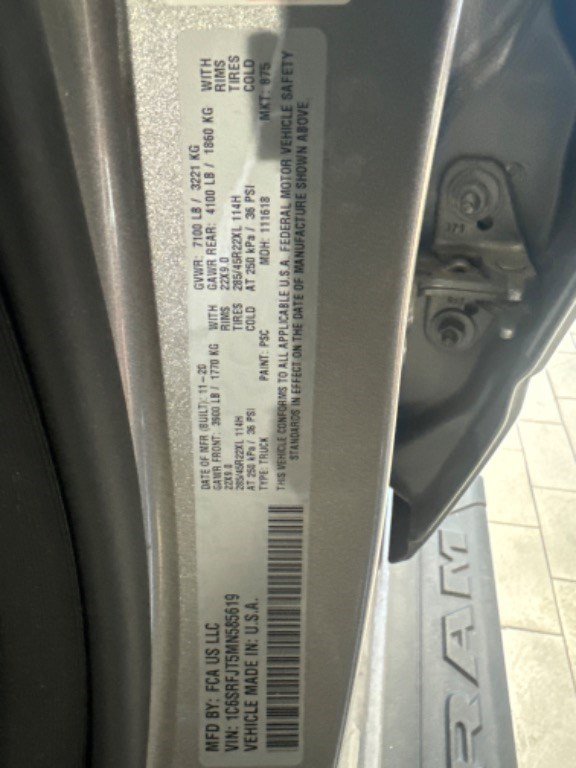 MFD BY: FCA US LLC
VIN: 1C6SRFJT5MN585619
VEHICLE MADE IN: U.S.A.
DATE OF MFR (BUILT): 11-20
GAWR FRONT: 3900 LB / 1770 KG WITH
22X9.0 RIMS
285/45R22XL 114H TIRES
AT 250 kPa / 36 PSI COLD
TYPE: TRUCK PAINT: PSC
GVWR: 7100 LB / 3221 KG
GAWR REAR: 4100 LB / 1860 KG WITH
22X9.0 RIMS
285/45R22XL 114H TIRES
AT 250 kPa / 36 PSI COLD
MDH: 111618 MKT: 875
THIS VEHICLE CONFORMS TO ALL APPLICABLE U.S.A. FEDERAL MOTOR VEHICLE SAFETY
STANDARDS IN EFFECT ON THE DATE OF MANUFACTURE SHOWN ABOVE
RAM